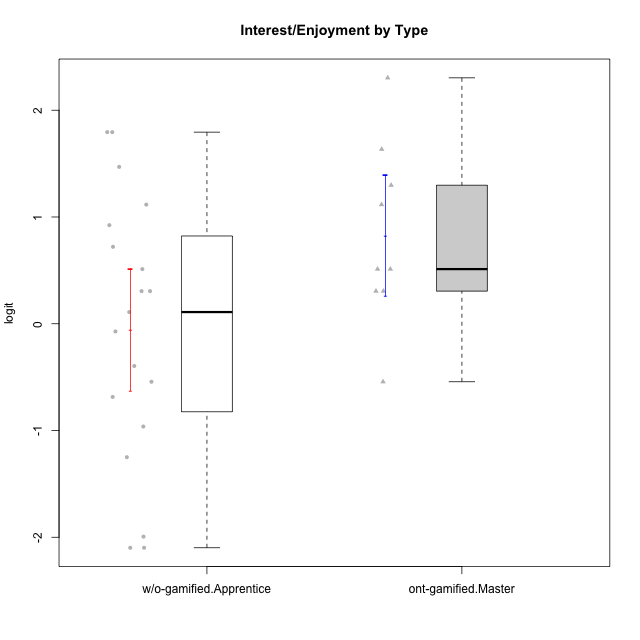 Interest/Enjoyment by Type
logit
2
1
0
-1
-2
w/o-gamified.Apprentice
ont-gamified.Master